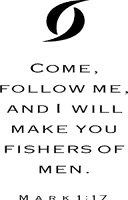 COME,
FOLLOW ME,
AND I WILL
MAKE YOU
FISHERS OF
MEN.
MARK 1:17